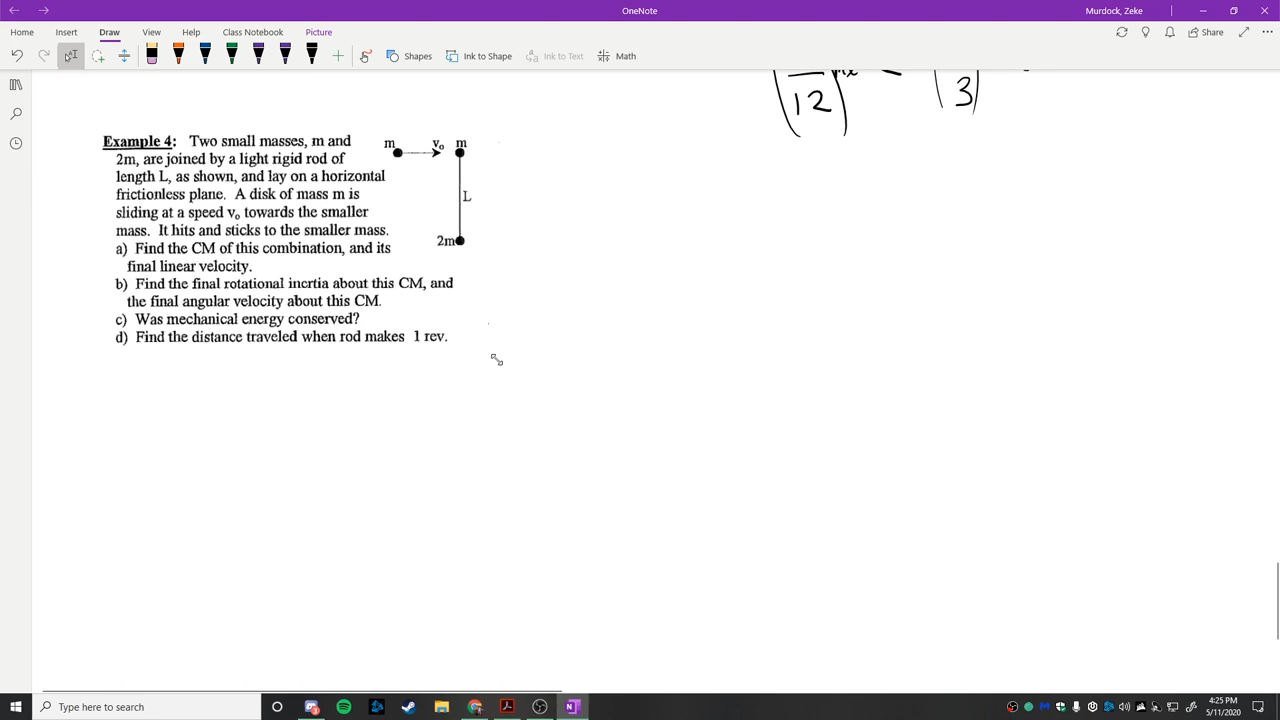 OneNote
Murdock, Zeke
Home Insert Draw View Help Class Notebook Picture
Share
Shapes Ink to Shape Ink to Text Math
12
3
Example 4: Two small masses, m and
2m, are joined by a light rigid rod of
length L, as shown, and lay on a horizontal
frictionless plane. A disk of mass m is
sliding at a speed vₒ towards the smaller
mass. It hits and sticks to the smaller mass.
a) Find the CM of this combination, and its
final linear velocity.
b) Find the final rotational inertia about this CM, and
the final angular velocity about this CM.
c) Was mechanical energy conserved?
d) Find the distance traveled when rod makes 1 rev.
m vₒ m
L
2m
Type here to search
4:25 PM
5/11/2020